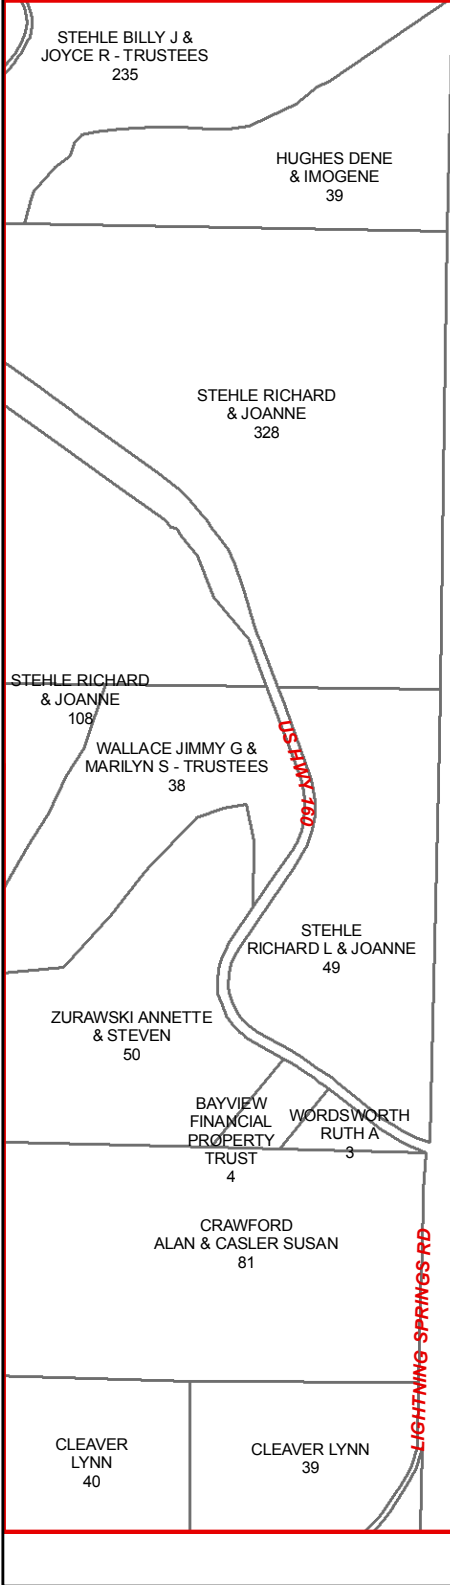 STEHLE BILLY J &
JOYCE R - TRUSTEES
235
HUGHES DENE
& IMOGENE
39
STEHLE RICHARD
& JOANNE
328
STEHLE RICHARD
& JOANNE
108
WALLACE JIMMY G &
MARILYN S - TRUSTEES
38
US HWY 160
STEHLE
RICHARD L & JOANNE
49
ZURAWSKI ANNETTE
& STEVEN
50
BAYVIEW
FINANCIAL
PROPERTY
TRUST
4
WORDSWORTH
RUTH A
3
CRAWFORD
ALAN & CASLER SUSAN
81
LIGHTNING SPRINGS RD
CLEAVER
LYNN
40
CLEAVER LYNN
39